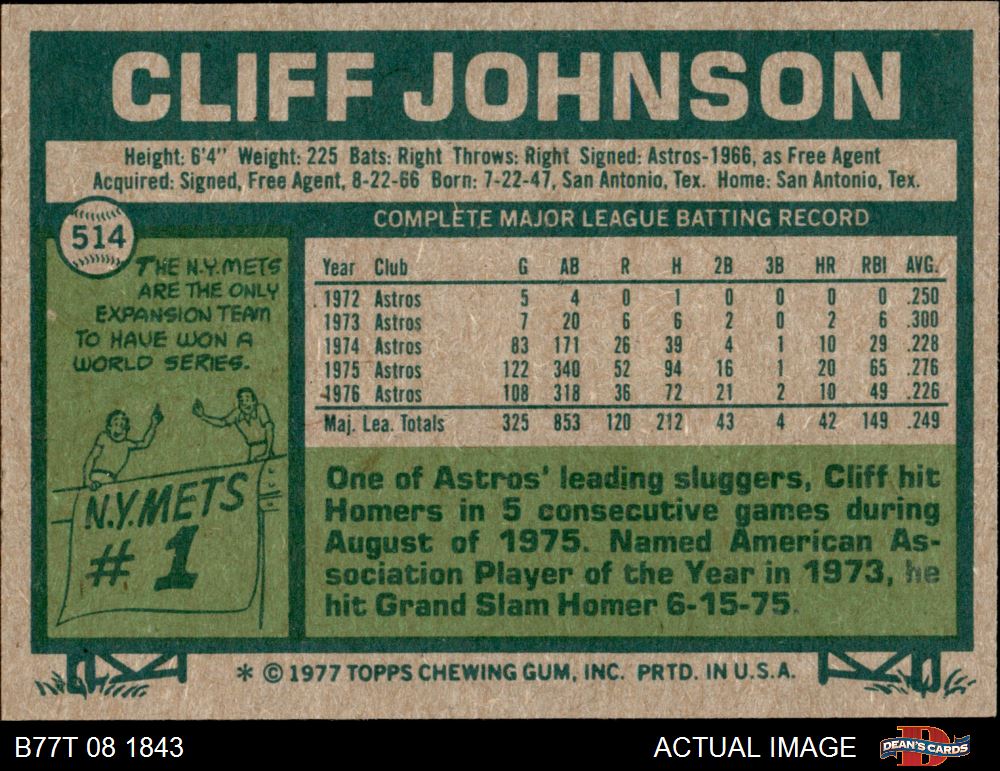 CLIFF JOHNSON
Height: 6'4" Weight: 225 Bats: Right Throws: Right Signed: Astros-1966, as Free Agent
Acquired: Signed, Free Agent, 8-22-66 Born: 7-22-47, San Antonio, Tex. Home: San Antonio, Tex.
514
THE N.Y. METS
ARE THE ONLY
EXPANSION TEAM
TO HAVE WON A
WORLD SERIES.
N.Y. METS
# 1
COMPLETE MAJOR LEAGUE BATTING RECORD
Year Club G AB R H 2B 3B HR RBI AVG.
1972 Astros 5 4 0 1 0 0 0 0 .250
1973 Astros 7 20 6 6 2 0 2 6 .300
1974 Astros 83 171 26 39 4 1 10 29 .228
1975 Astros 122 340 52 94 16 1 20 65 .276
1976 Astros 108 318 36 72 21 2 10 49 .226
Maj. Lea. Totals 325 853 120 212 43 4 42 149 .249
One of Astros' leading sluggers, Cliff hit
Homers in 5 consecutive games during
August of 1975. Named American As-
sociation Player of the Year in 1973, he
hit Grand Slam Homer 6-15-75.
* © 1977 TOPPS CHEWING GUM, INC. PRTD. IN U.S.A.
B77T 08 1843
ACTUAL IMAGE
DEAN'S CARDS